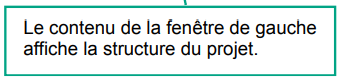 Le contenu de la fenêtre de gauche
affiche la structure du projet.